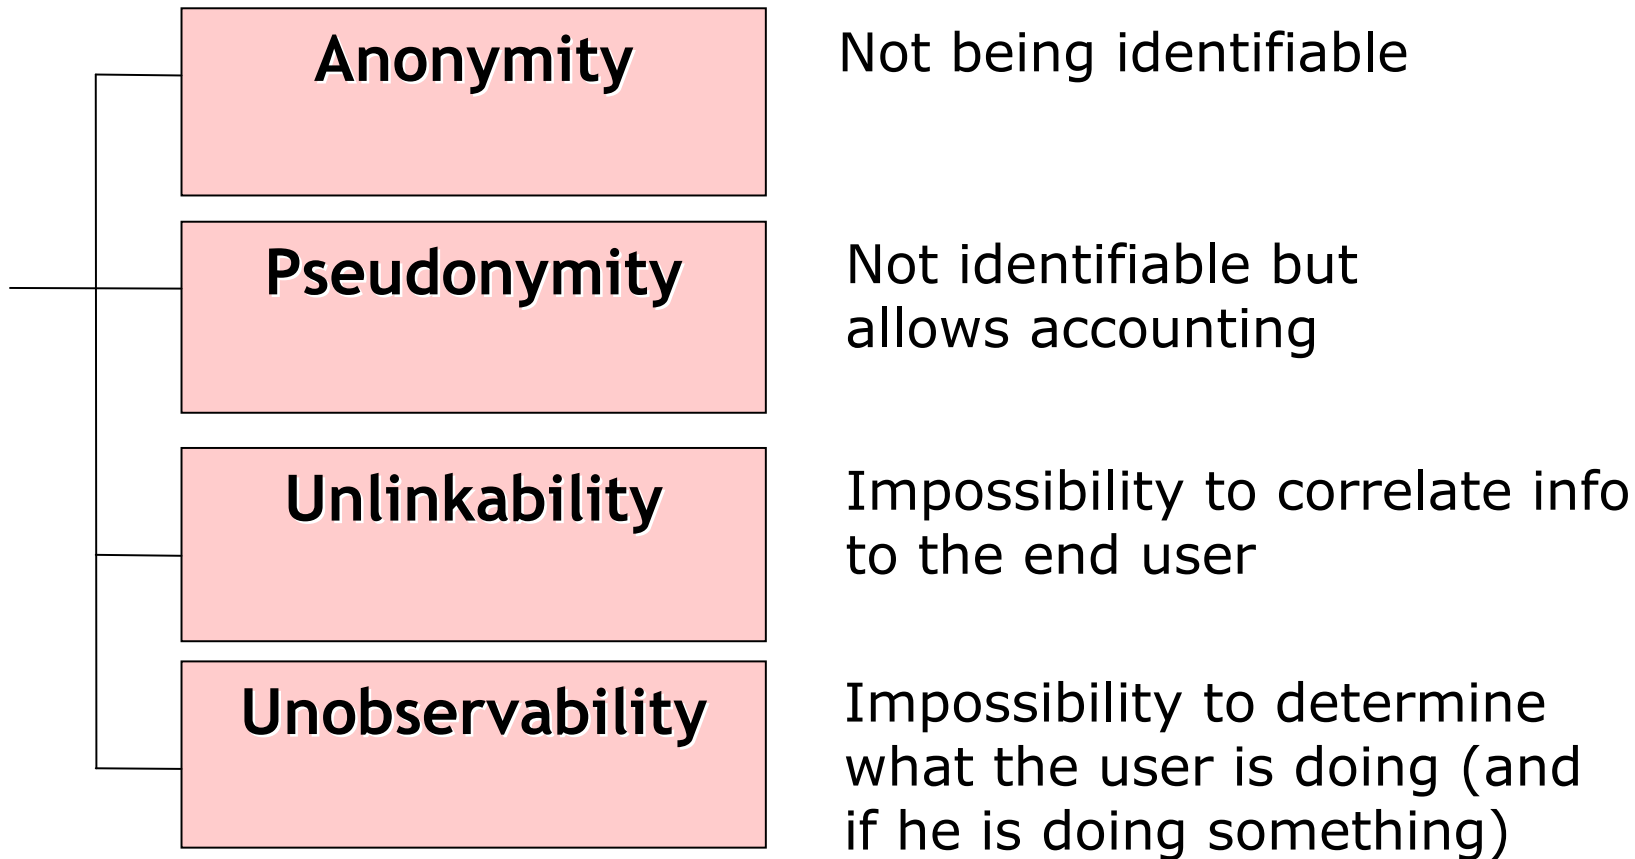 Anonymity
Not being identifiable
Pseudonymity
Not identifiable but
allows accounting
Unlinkability
Impossibility to correlate info
to the end user
Unobservability
Impossibility to determine
what the user is doing (and
if he is doing something)